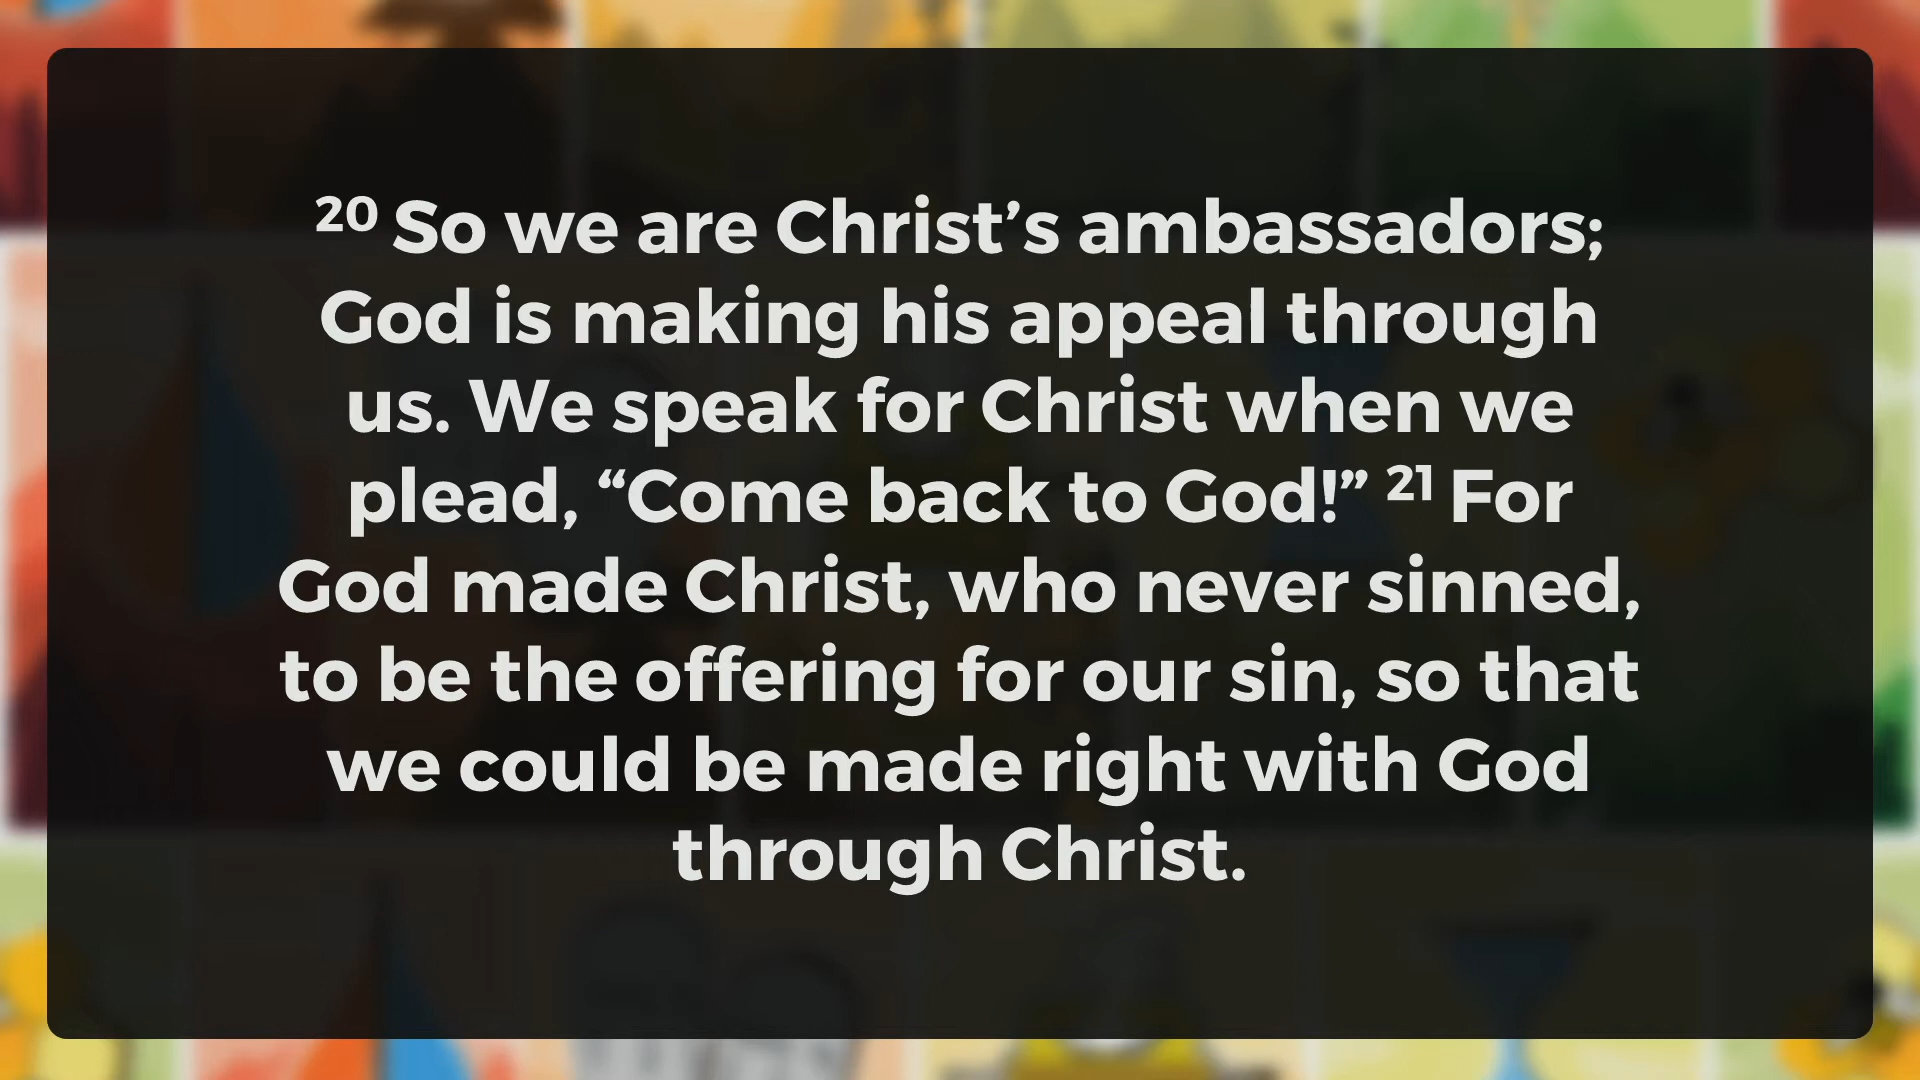 ²⁰ So we are Christ’s ambassadors;
God is making his appeal through
us. We speak for Christ when we
plead, “Come back to God!” ²¹ For
God made Christ, who never sinned,
to be the offering for our sin, so that
we could be made right with God
through Christ.